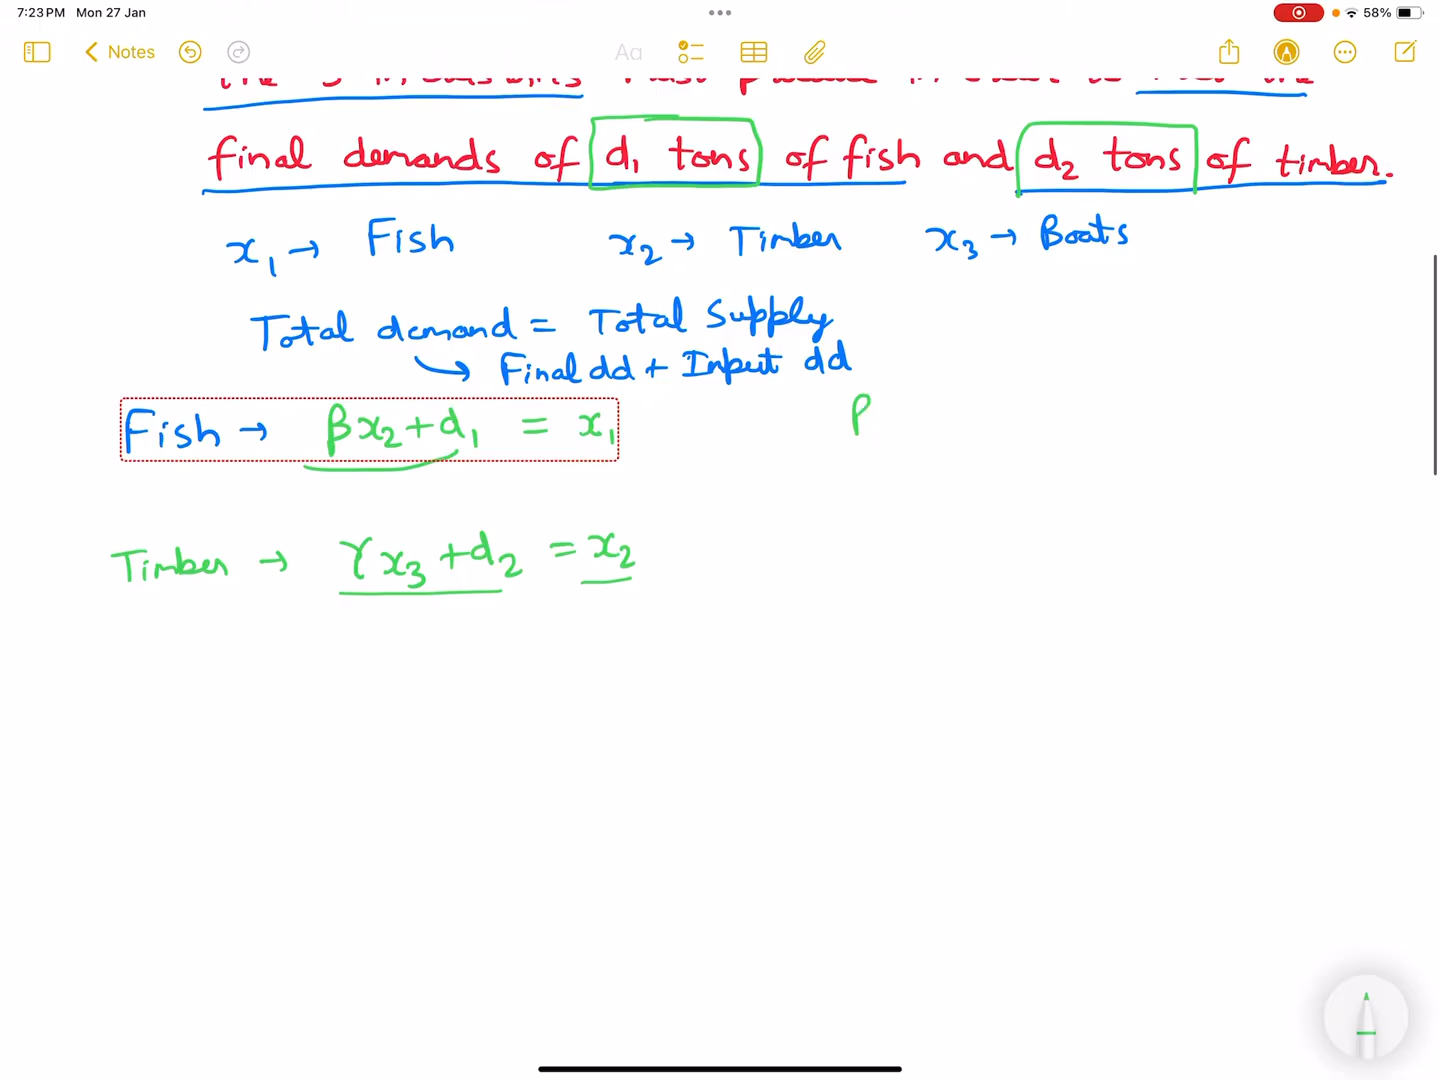 7:23 PM Mon 27 Jan 58%
Notes Aa
final demands of d₁ tons of fish and d₂ tons of timber.
x₁ → Fish x₂ → Timber x₃ → Boats
Total demand = Total Supply
↳ Final dd + Input dd
Fish → βx₂ + d₁ = x₁ β
Timber → γx₃ + d₂ = x₂